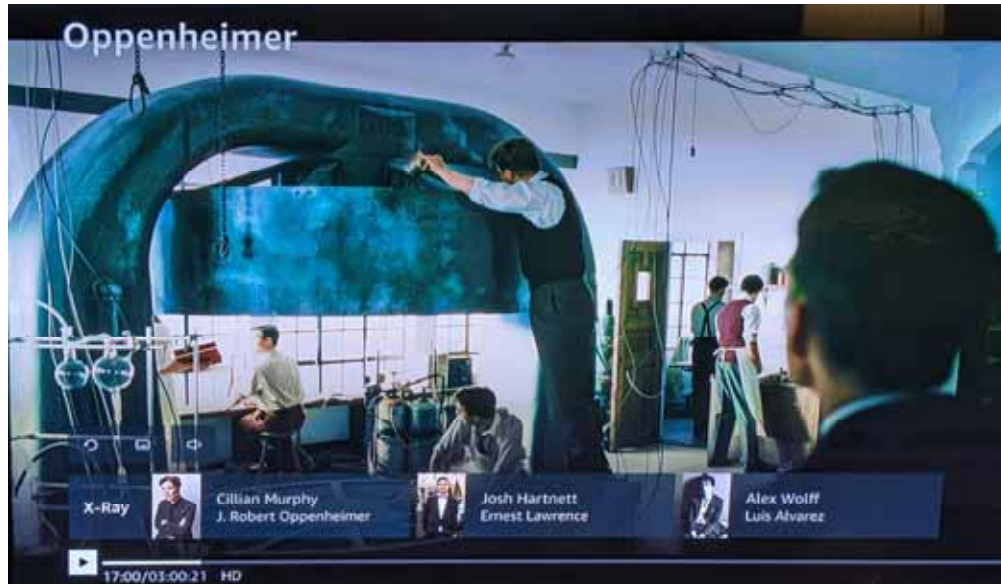 Oppenheimer
X-Ray
Cillian Murphy
J. Robert Oppenheimer
Josh Hartnett
Ernest Lawrence
Alex Wolff
Luis Alvarez
17:00/03:00:21 HD